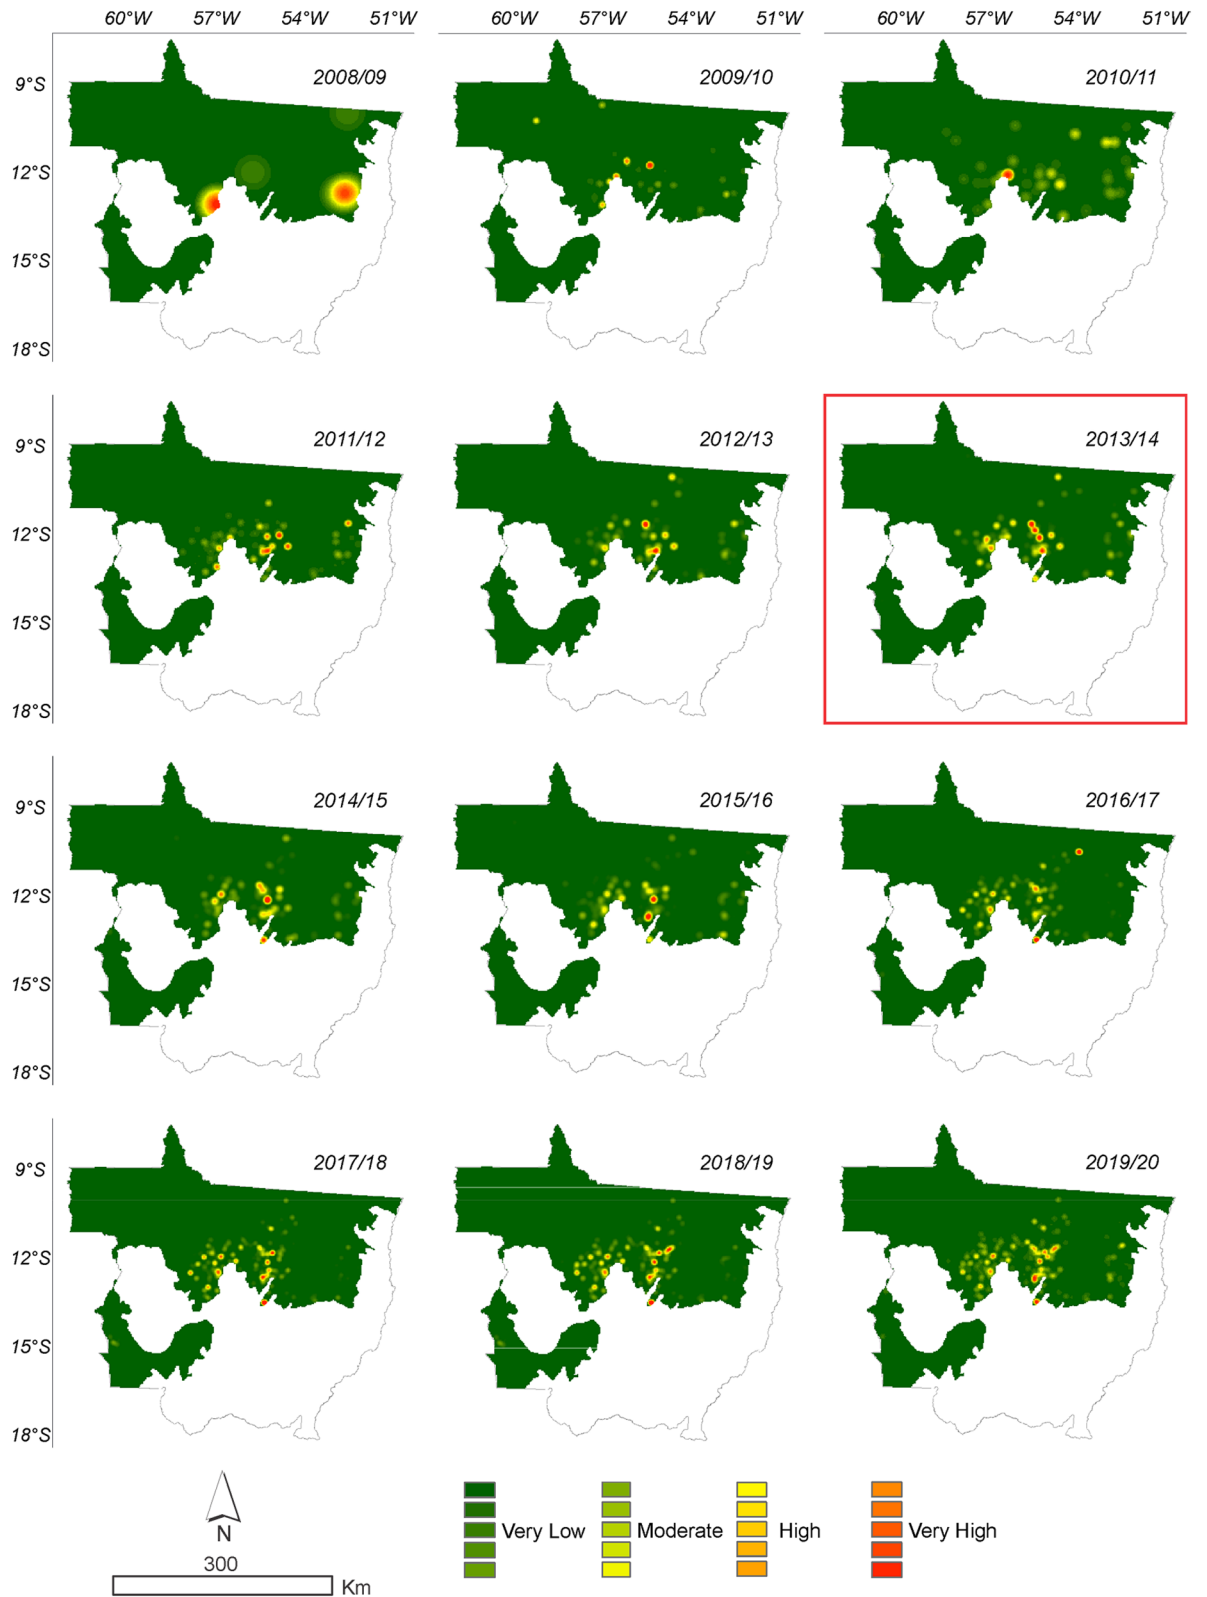 60°W 57°W 54°W 51°W 60°W 57°W 54°W 51°W 60°W 57°W 54°W 51°W
2008/09 2009/10 2010/11
9°S
12°S
15°S
18°S
2011/12 2012/13 2013/14
9°S
12°S
15°S
18°S
2014/15 2015/16 2016/17
9°S
12°S
15°S
18°S
2017/18 2018/19 2019/20
9°S
12°S
15°S
18°S
N
300
Km
Very Low Moderate High Very High